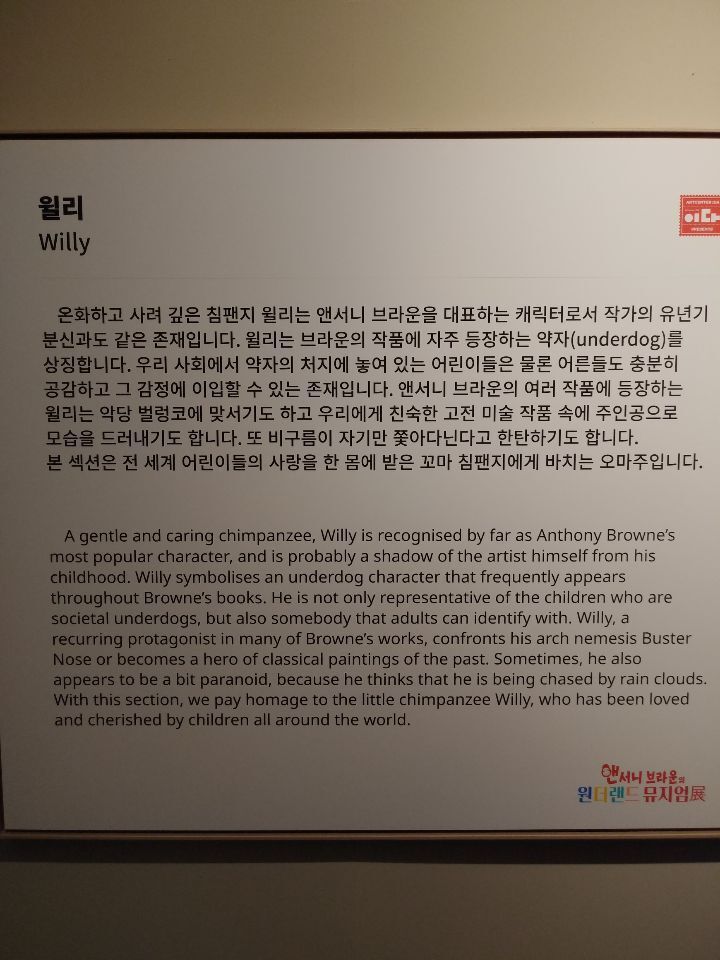 윌리
Willy
ARTCENTER IDA
이다
PRESENTS
온화하고 사려 깊은 침팬지 윌리는 앤서니 브라운을 대표하는 캐릭터로서 작가의 유년기
분신과도 같은 존재입니다. 윌리는 브라운의 작품에 자주 등장하는 약자(underdog)를
상징합니다. 우리 사회에서 약자의 처지에 놓여 있는 어린이들은 물론 어른들도 충분히
공감하고 그 감정에 이입할 수 있는 존재입니다. 앤서니 브라운의 여러 작품에 등장하는
윌리는 악당 벌렁코에 맞서기도 하고 우리에게 친숙한 고전 미술 작품 속에 주인공으로
모습을 드러내기도 합니다. 또 비구름이 자기만 쫓아다닌다고 한탄하기도 합니다.
본 섹션은 전 세계 어린이들의 사랑을 한 몸에 받은 꼬마 침팬지에게 바치는 오마주입니다.
A gentle and caring chimpanzee, Willy is recognised by far as Anthony Browne's
most popular character, and is probably a shadow of the artist himself from his
childhood. Willy symbolises an underdog character that frequently appears
throughout Browne's books. He is not only representative of the children who are
societal underdogs, but also somebody that adults can identify with. Willy, a
recurring protagonist in many of Browne's works, confronts his arch nemesis Buster
Nose or becomes a hero of classical paintings of the past. Sometimes, he also
appears to be a bit paranoid, because he thinks that he is being chased by rain clouds.
With this section, we pay homage to the little chimpanzee Willy, who has been loved
and cherished by children all around the world.
앤서니 브라운의
원더랜드 뮤지엄展